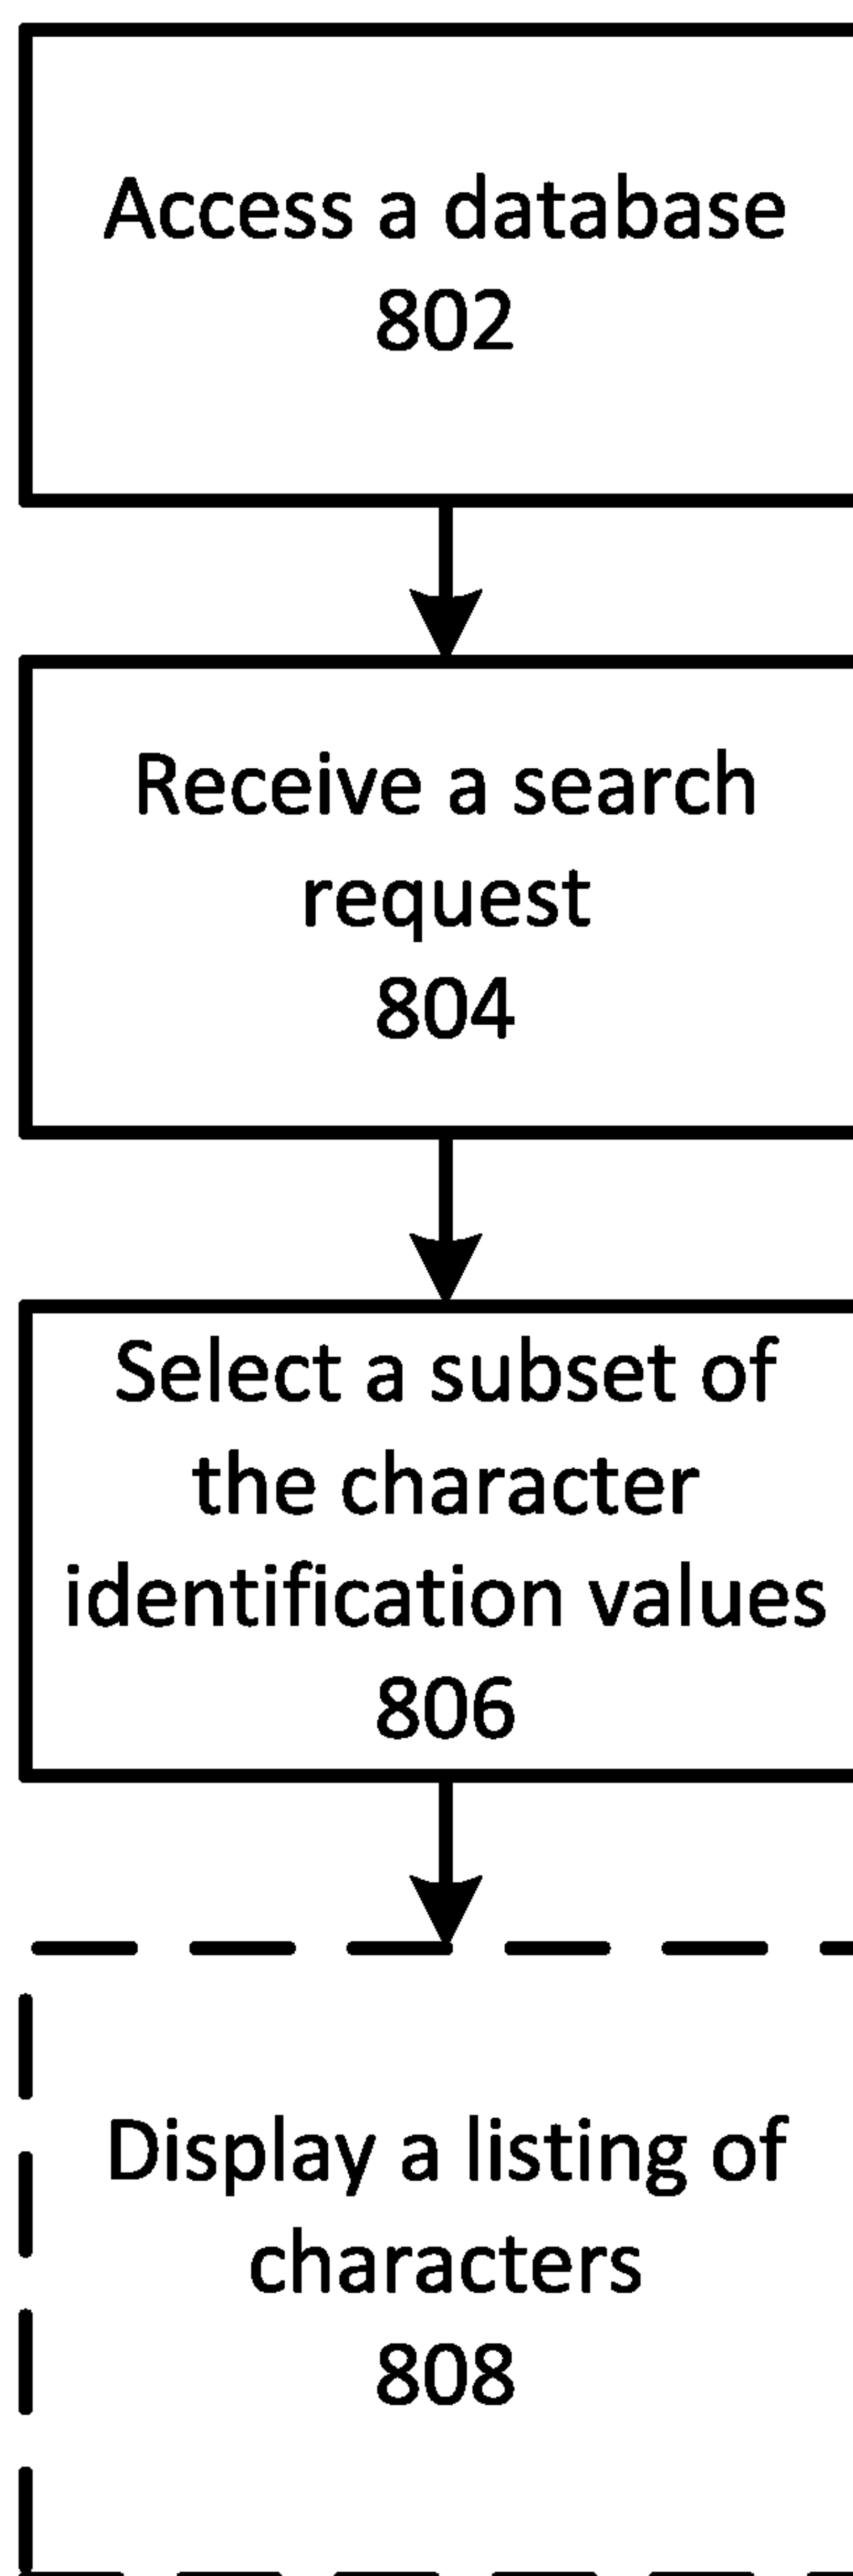 Access a database
802
Receive a search
request
804
Select a subset of
the character
identification values
806
Display a listing of
characters
808